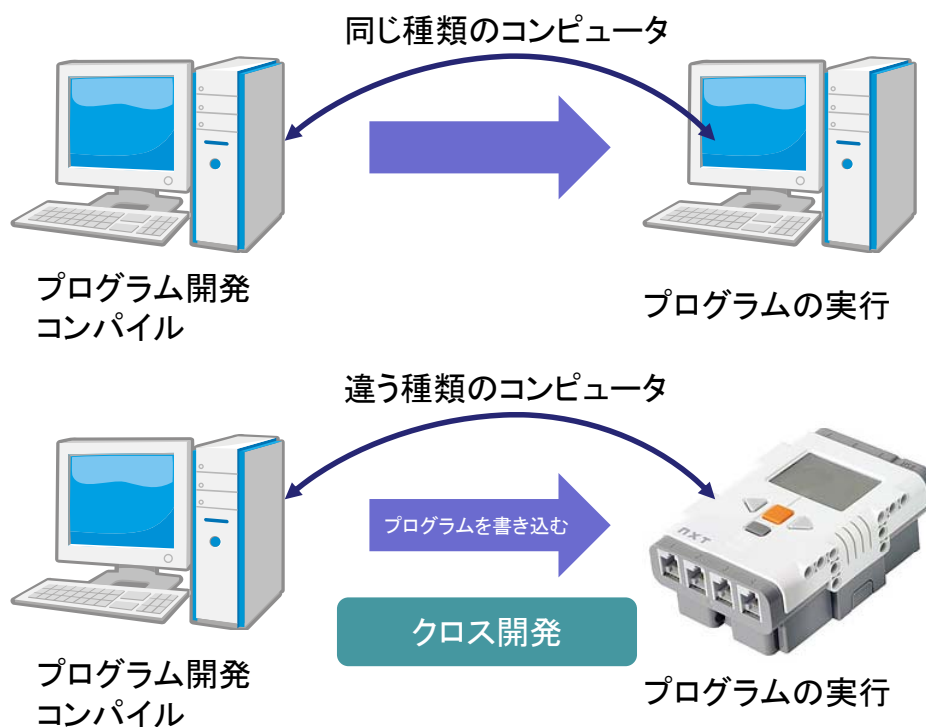 同じ種類のコンピュータ
プログラム開発
コンパイル
プログラムの実行
違う種類のコンピュータ
プログラムを書き込む
NXT
クロス開発
プログラム開発
コンパイル
プログラムの実行